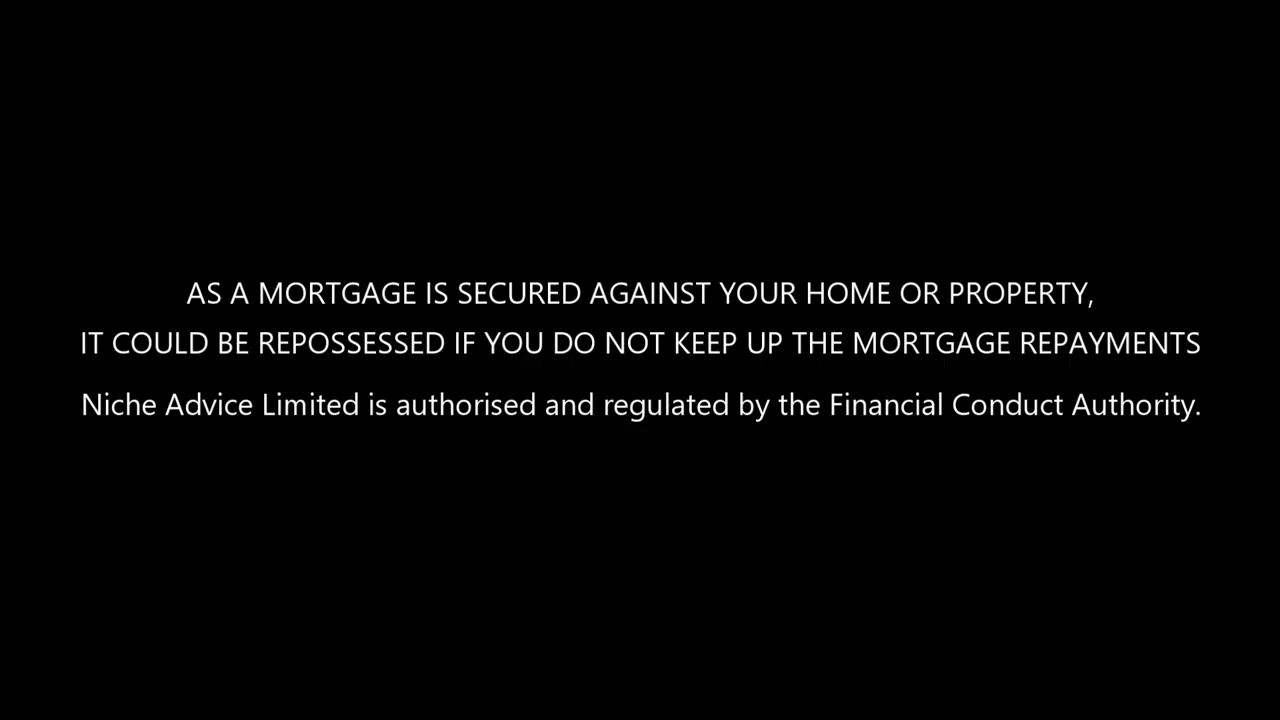 AS A MORTGAGE IS SECURED AGAINST YOUR HOME OR PROPERTY,
IT COULD BE REPOSSESSED IF YOU DO NOT KEEP UP THE MORTGAGE REPAYMENTS
Niche Advice Limited is authorised and regulated by the Financial Conduct Authority.